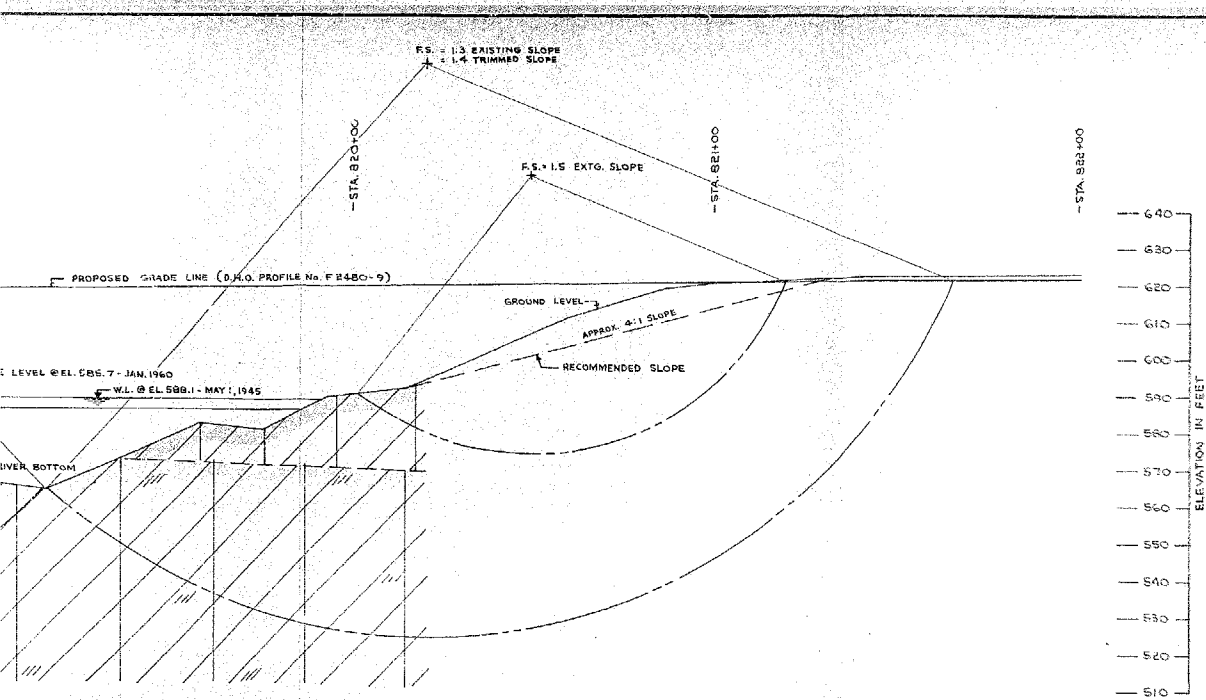 F.S. = 1.3 EXISTING SLOPE
= 1.4 TRIMMED SLOPE
STA. 820+00
STA. 821+00
STA. 822+00
F.S. = 1.5 EXTG. SLOPE
640
630
620
610
600
590
580
570
560
550
540
530
520
510
ELEVATION IN FEET
PROPOSED GRADE LINE (D.H.O. PROFILE No. F2480-9)
GROUND LEVEL
APPROX. 4:1 SLOPE
RECOMMENDED SLOPE
E LEVEL @ EL. 585.7 - JAN. 1960
W.L. @ EL. 588.1 - MAY 1, 1945
RIVER BOTTOM